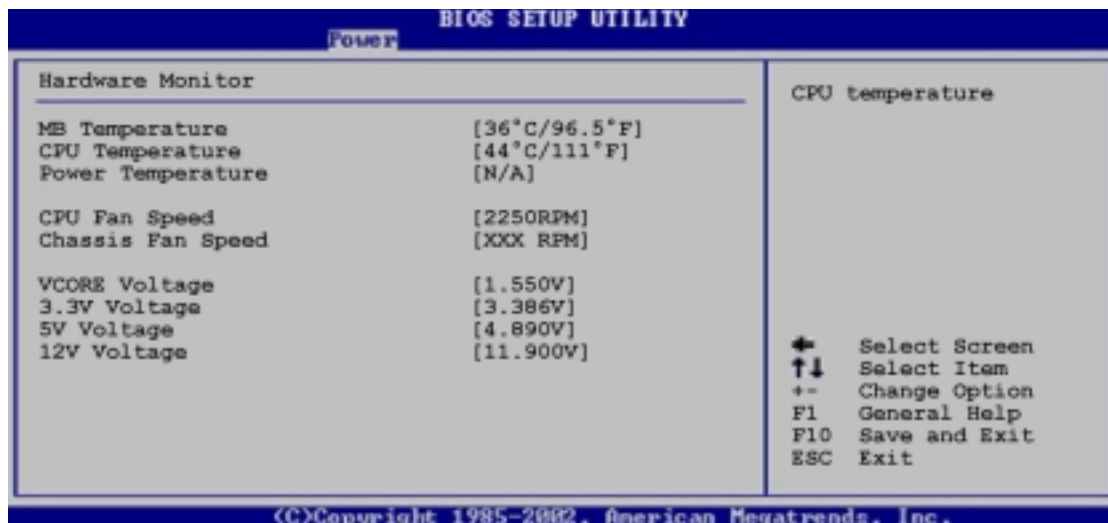 BIOS SETUP UTILITY
Power
Hardware Monitor
MB Temperature [36°C/96.5°F]
CPU Temperature [44°C/111°F]
Power Temperature [N/A]
CPU Fan Speed [2250RPM]
Chassis Fan Speed [XXX RPM]
VCORE Voltage [1.550V]
3.3V Voltage [3.386V]
5V Voltage [4.890V]
12V Voltage [11.900V]
CPU temperature
← Select Screen
↑↓ Select Item
+- Change Option
F1 General Help
F10 Save and Exit
ESC Exit
(C)Copyright 1985-2002, American Megatrends, Inc.